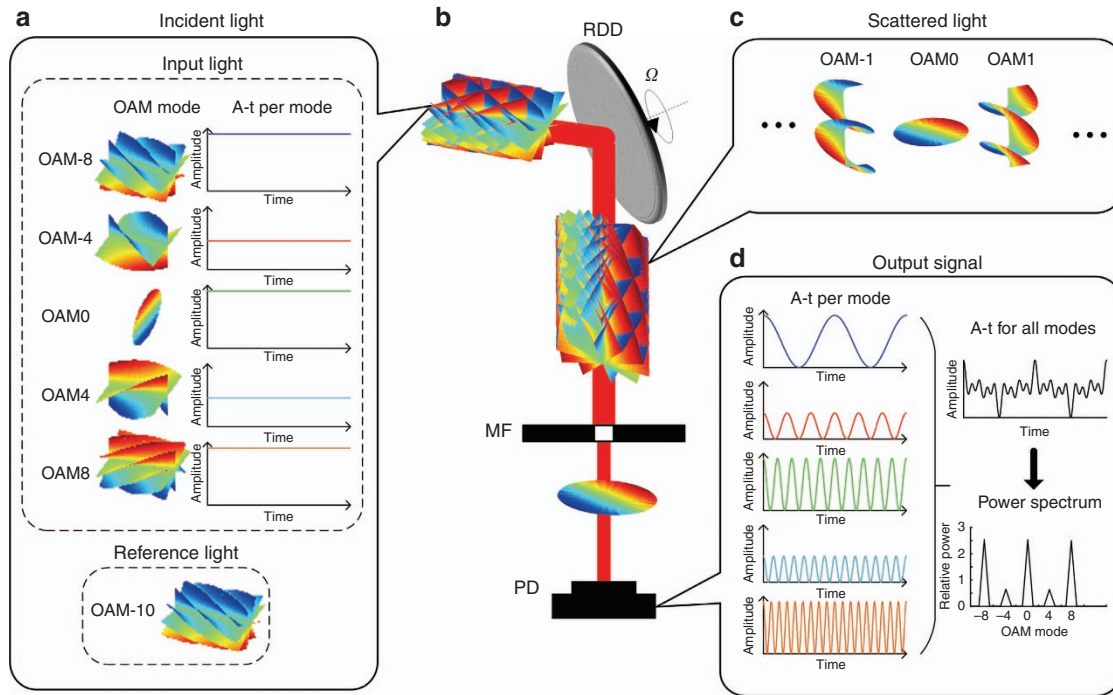 a
Incident light
Input light
OAM mode
A-t per mode
OAM-8
Amplitude
Time
OAM-4
Amplitude
Time
OAM0
Amplitude
Time
OAM4
Amplitude
Time
OAM8
Amplitude
Time
Reference light
OAM-10
b
RDD
Ω
MF
PD
c
Scattered light
OAM-1
OAM0
OAM1
d
Output signal
A-t per mode
Amplitude
Time
Amplitude
Time
Amplitude
Time
Amplitude
Time
Amplitude
Time
A-t for all modes
Amplitude
Time
Power spectrum
Relative power
3
2
1
0
−8 −4 0 4 8
OAM mode